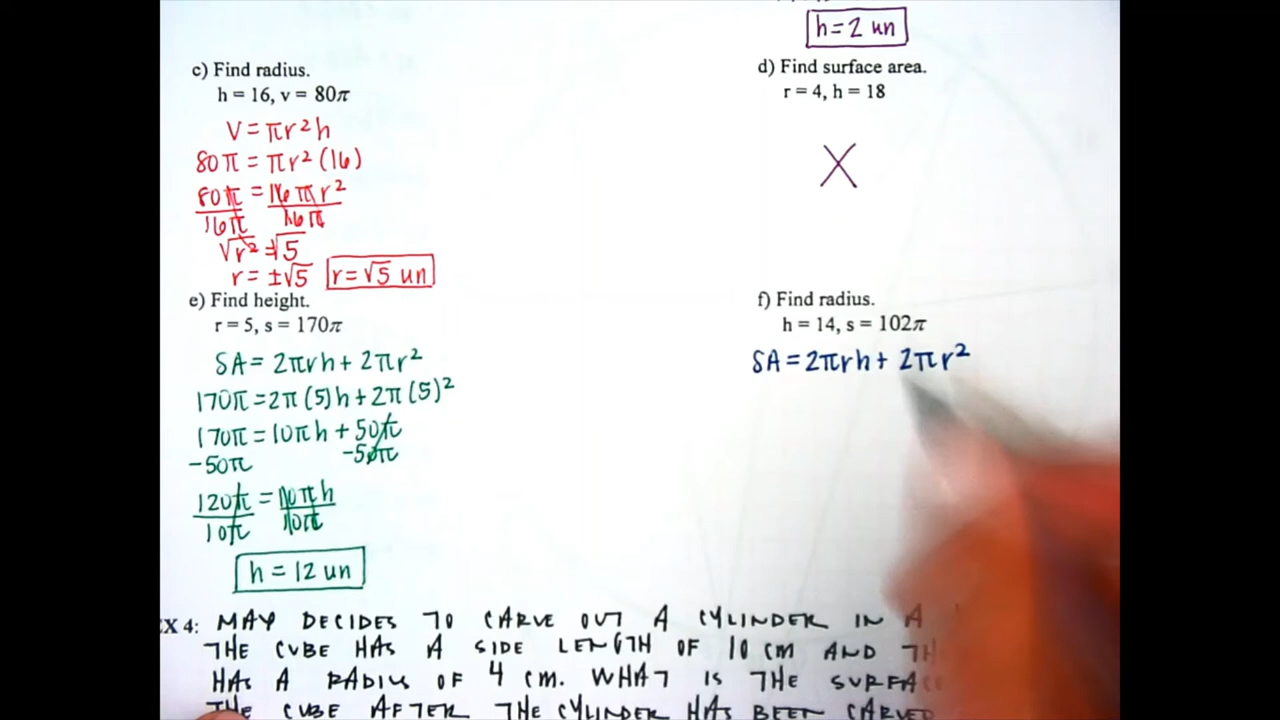 h = 2 un
c) Find radius.
h = 16, v = 80π
V = πr²h
80π = πr²(16)
80π = 16πr²
16π 16π
√r² = ±√5
r = ±√5 r = √5 un
d) Find surface area.
r = 4, h = 18
X
e) Find height.
r = 5, s = 170π
SA = 2πrh + 2πr²
170π = 2π(5)h + 2π(5)²
170π = 10πh + 50π
-50π -50π
120π = 10πh
10π 10π
h = 12 un
f) Find radius.
h = 14, s = 102π
SA = 2πrh + 2πr²
EX 4: MAY DECIDES TO CARVE OUT A CYLINDER IN A
THE CUBE HAS A SIDE LENGTH OF 10 CM AND
HAS A RADIUS OF 4 CM. WHAT IS THE
THE CUBE AFTER THE CYLINDER HAS BEEN CARVED